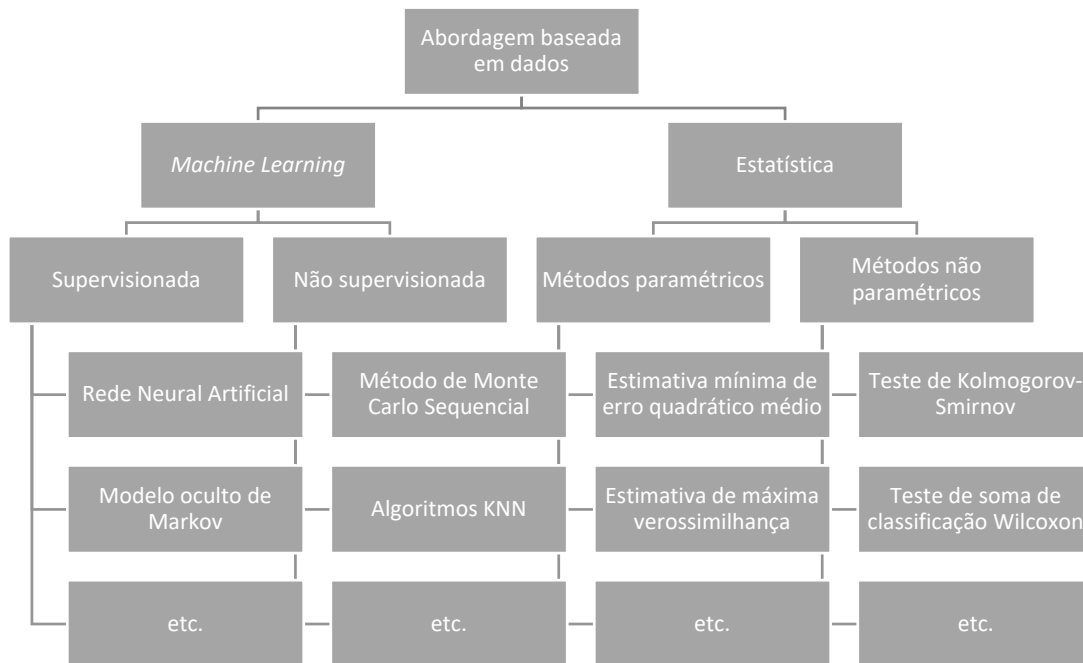 Abordagem baseada
em dados
Machine Learning
Estatística
Supervisionada
Não supervisionada
Métodos paramétricos
Métodos não
paramétricos
Rede Neural Artificial
Método de Monte
Carlo Sequencial
Estimativa mínima de
erro quadrático médio
Teste de Kolmogorov-
Smirnov
Modelo oculto de
Markov
Algoritmos KNN
Estimativa de máxima
verossimilhança
Teste de soma de
classificação Wilcoxon
etc.
etc.
etc.
etc.